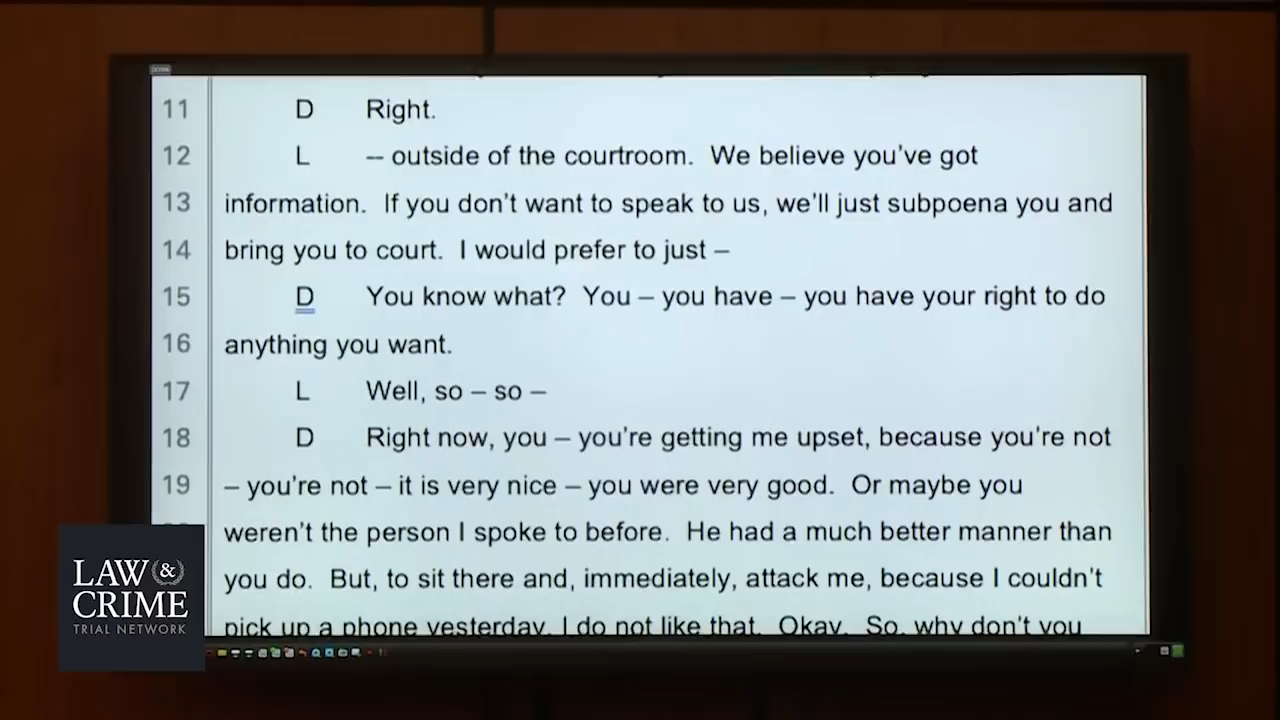 11 D Right.
12 L -- outside of the courtroom. We believe you've got
13 information. If you don't want to speak to us, we'll just subpoena you and
14 bring you to court. I would prefer to just –
15 D You know what? You – you have – you have your right to do
16 anything you want.
17 L Well, so – so –
18 D Right now, you – you're getting me upset, because you're not
19 – you're not – it is very nice – you were very good. Or maybe you
weren't the person I spoke to before. He had a much better manner than
you do. But, to sit there and, immediately, attack me, because I couldn't
pick up a phone yesterday, I do not like that. Okay. So, why don't you
LAW &
CRIME
TRIAL NETWORK